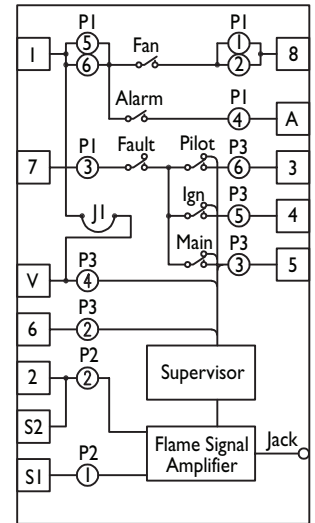 P1 P1
1 5 Fan 1 8
6 2
Alarm P1
4 A
P1 Fault Pilot P3
7 3 6 3
Ign P3
J1 5 4
Main P3
3 5
P3
V 4
P3
6 2
P2
2 2 Supervisor
S2
P2 Flame Signal Jack
S1 1 Amplifier